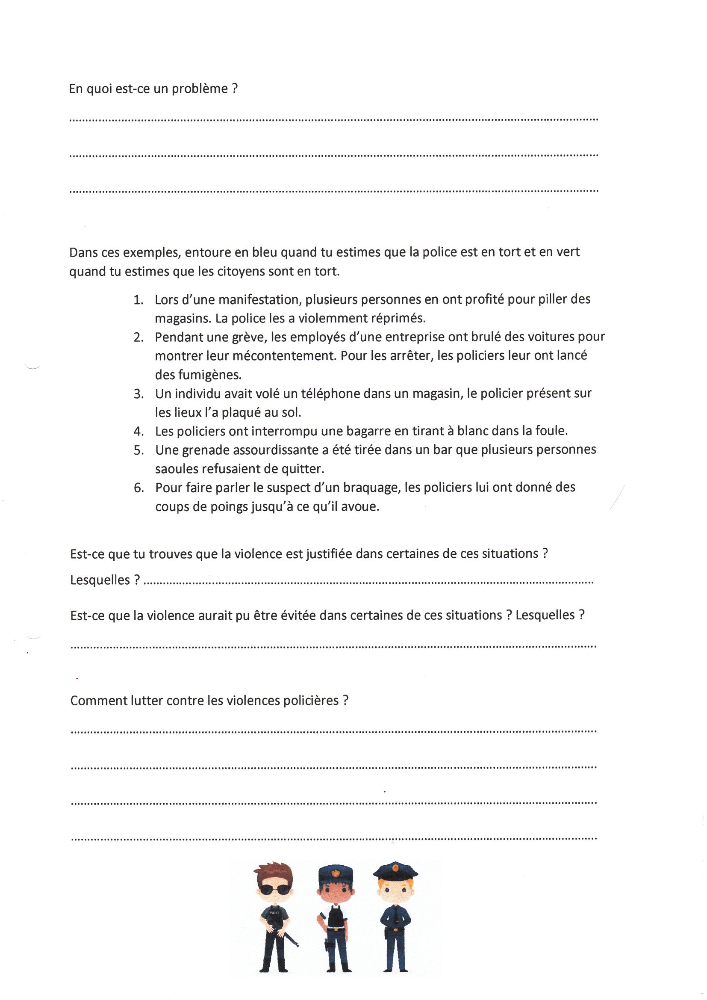 En quoi est-ce un problème ?
Dans ces exemples, entoure en bleu quand tu estimes que la police est en tort et en vert
quand tu estimes que les citoyens sont en tort.
1. Lors d'une manifestation, plusieurs personnes en ont profité pour piller des
magasins. La police les a violemment réprimés.
2. Pendant une grève, les employés d'une entreprise ont brulé des voitures pour
montrer leur mécontentement. Pour les arrêter, les policiers leur ont lancé
des fumigènes.
3. Un individu avait volé un téléphone dans un magasin, le policier présent sur
les lieux l'a plaqué au sol.
4. Les policiers ont interrompu une bagarre en tirant à blanc dans la foule.
5. Une grenade assourdissante a été tirée dans un bar que plusieurs personnes
saoules refusaient de quitter.
6. Pour faire parler le suspect d'un braquage, les policiers lui ont donné des
coups de poings jusqu'à ce qu'il avoue.
Est-ce que tu trouves que la violence est justifiée dans certaines de ces situations ?
Lesquelles ?
Est-ce que la violence aurait pu être évitée dans certaines de ces situations ? Lesquelles ?
Comment lutter contre les violences policières ?
POLICE